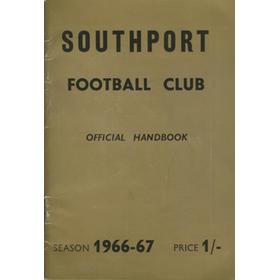 SOUTHPORT
FOOTBALL CLUB
OFFICIAL HANDBOOK
SEASON 1966-67 PRICE 1/-